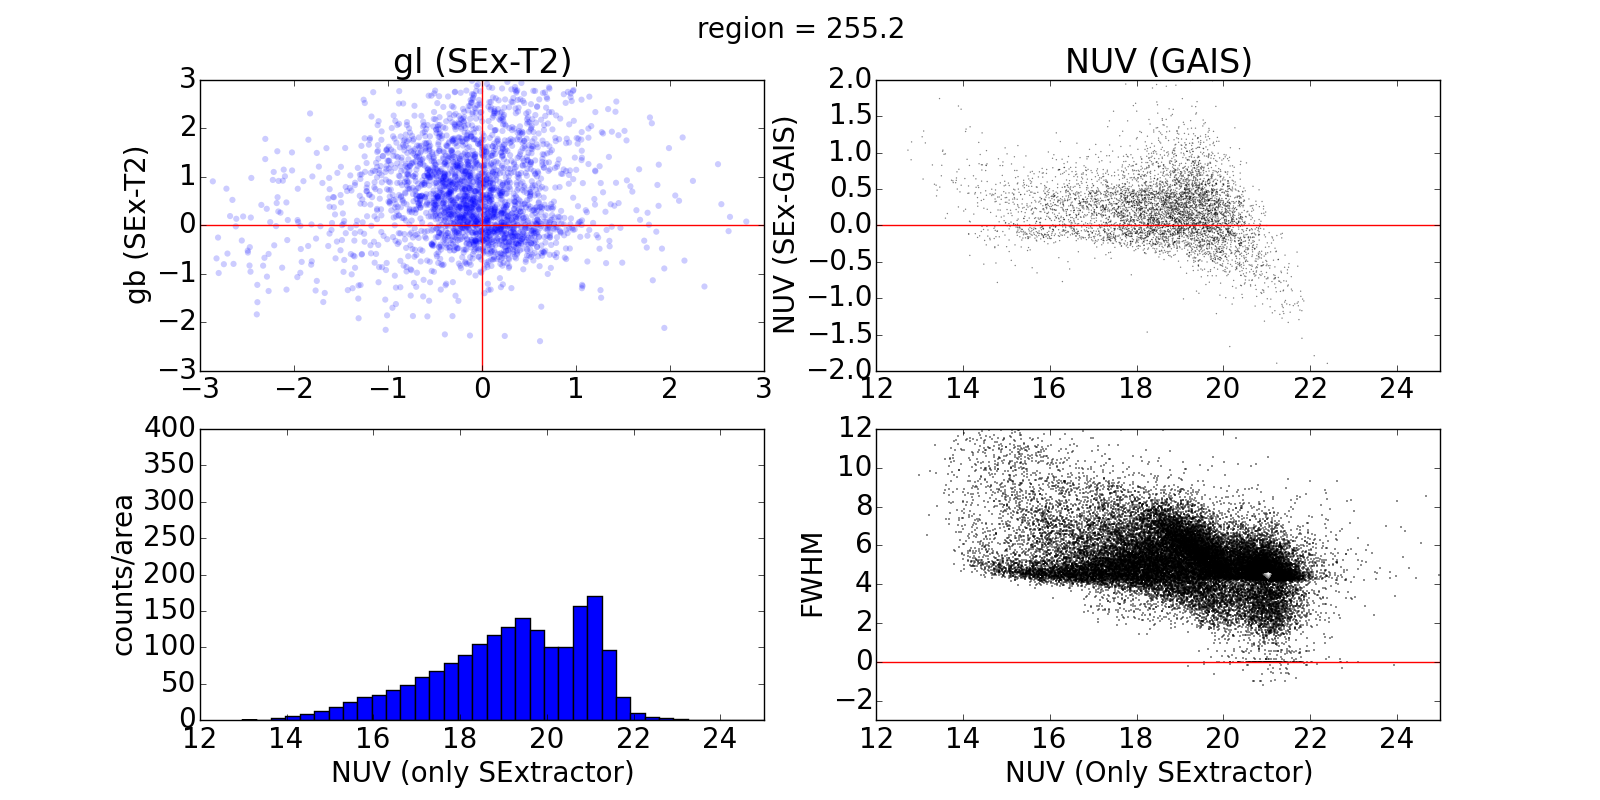 region = 255.2
gl (SEx-T2)
NUV (GAIS)
3
2
1
0
−1
−2
−3
gb (SEx-T2)
−3 −2 −1 0 1 2 3
2.0
1.5
1.0
0.5
0.0
−0.5
−1.0
−1.5
−2.0
NUV (SEx-GAIS)
12 14 16 18 20 22 24
400
350
300
250
200
150
100
50
0
counts/area
12 14 16 18 20 22 24
NUV (only SExtractor)
12
10
8
6
4
2
0
−2
FWHM
12 14 16 18 20 22 24
NUV (Only SExtractor)